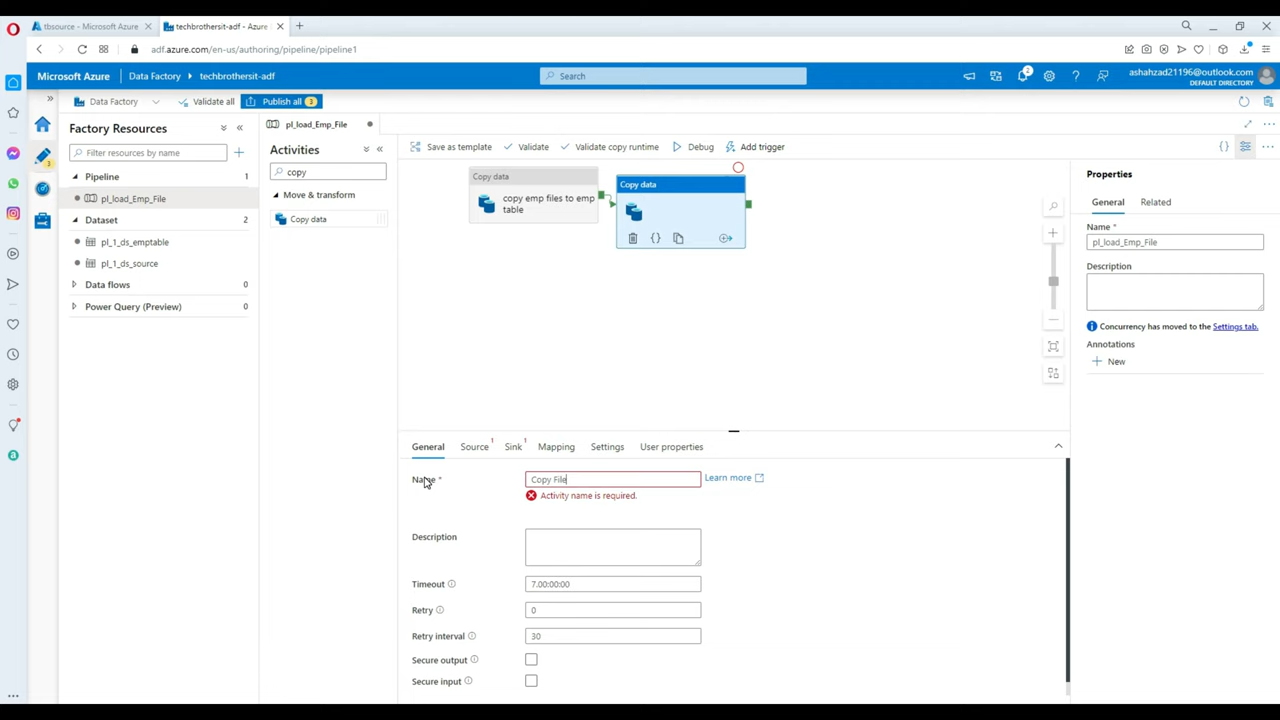 tbsource - Microsoft Azure
techbrothersit-adf - Azure
adf.azure.com/en-us/authoring/pipeline/pipeline1
Microsoft Azure
Data Factory
techbrothersit-adf
Search
2
ashahzad21196@outlook.com
DEFAULT DIRECTORY
Data Factory
Validate all
Publish all 3
Factory Resources
Filter resources by name
3
Pipeline 1
pl_load_Emp_File
Dataset 2
pl_1_ds_emptable
pl_1_ds_source
Data flows 0
Power Query (Preview) 0
pl_load_Emp_File
Activities
copy
Move & transform
Copy data
Save as template
Validate
Validate copy runtime
Debug
Add trigger
Copy data
copy emp files to emp
table
Copy data
Properties
General
Related
Name *
pl_load_Emp_File
Description
Concurrency has moved to the Settings tab.
Annotations
New
General
Source 1
Sink 1
Mapping
Settings
User properties
Name *
Copy File
Learn more
Activity name is required.
Description
Timeout
7.00:00:00
Retry
0
Retry interval
30
Secure output
Secure input